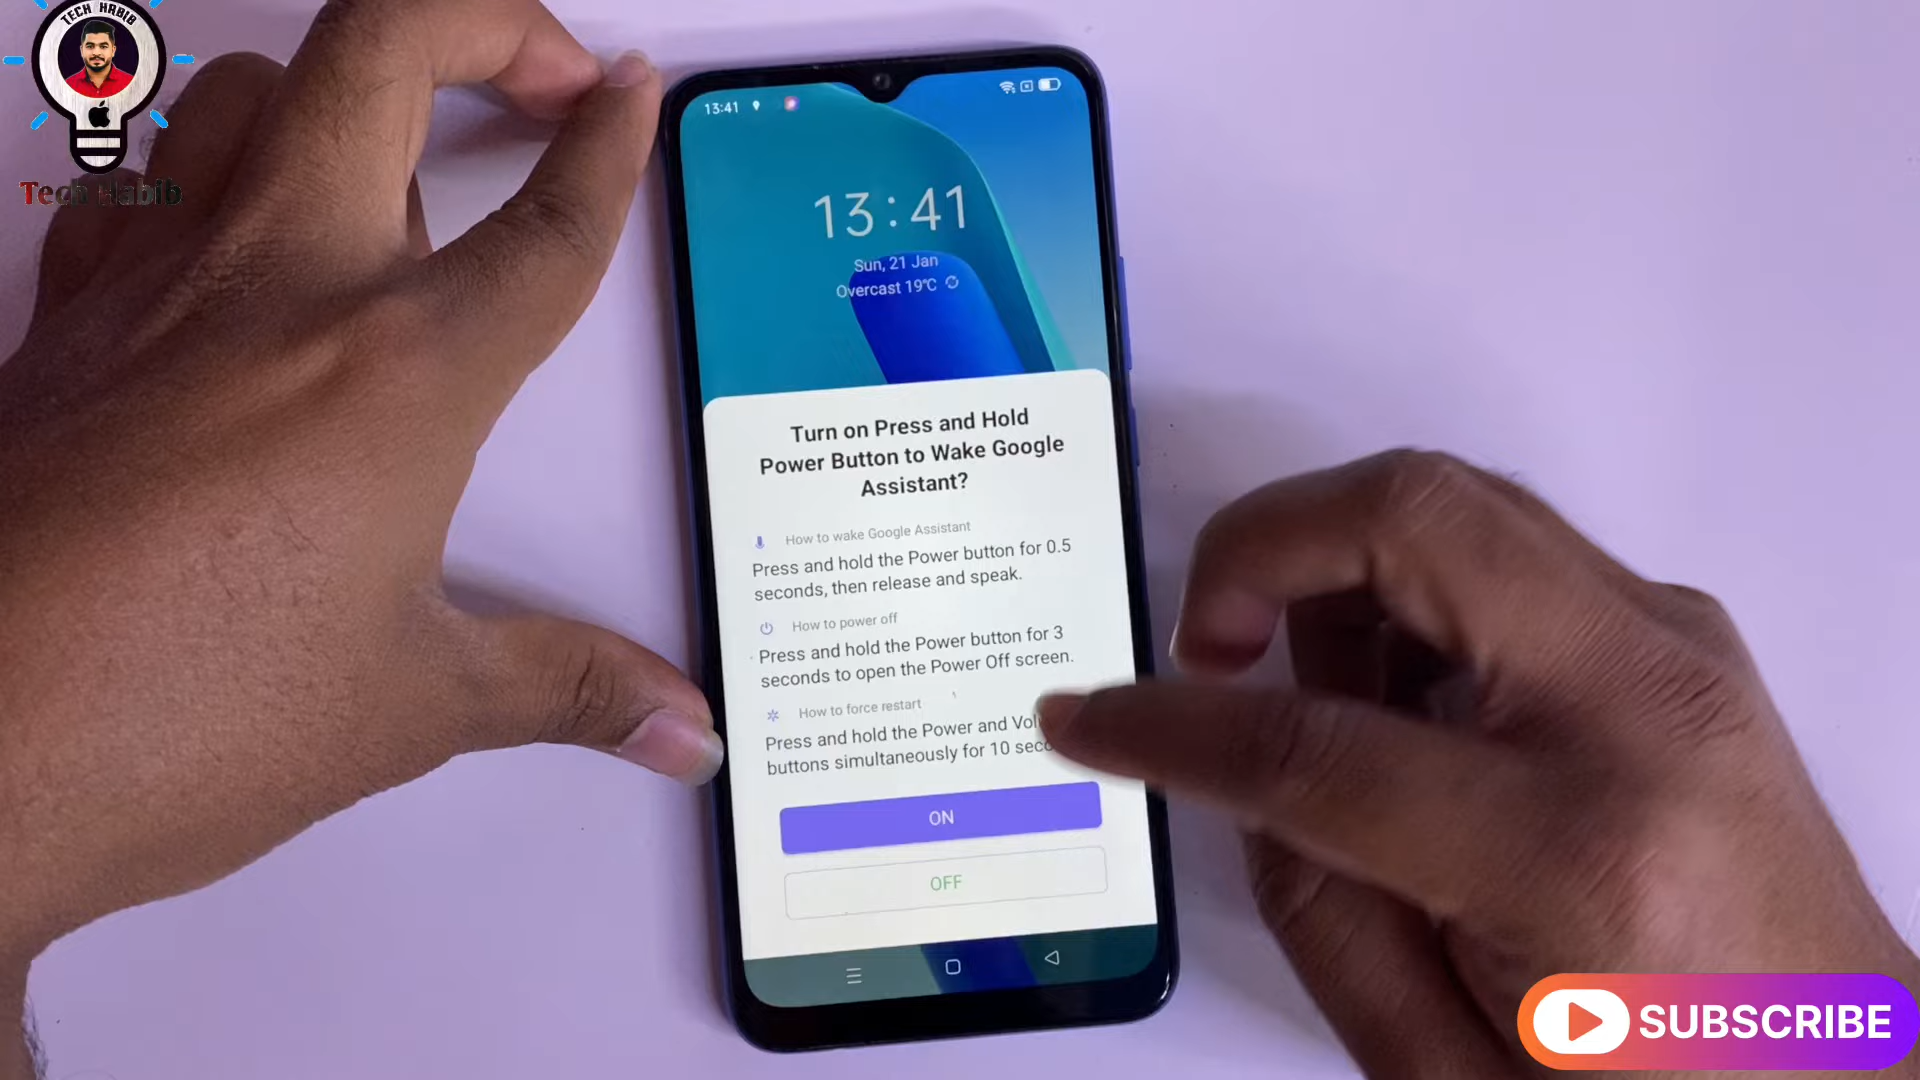 TECH HABIB
Tech Habib
13:41
13:41
Sun, 21 Jan
Overcast 19°C
Turn on Press and Hold
Power Button to Wake Google
Assistant?
How to wake Google Assistant
Press and hold the Power button for 0.5
seconds, then release and speak.
How to power off
Press and hold the Power button for 3
seconds to open the Power Off screen.
How to force restart
Press and hold the Power and
buttons simultaneously for 10
ON
OFF
SUBSCRIBE